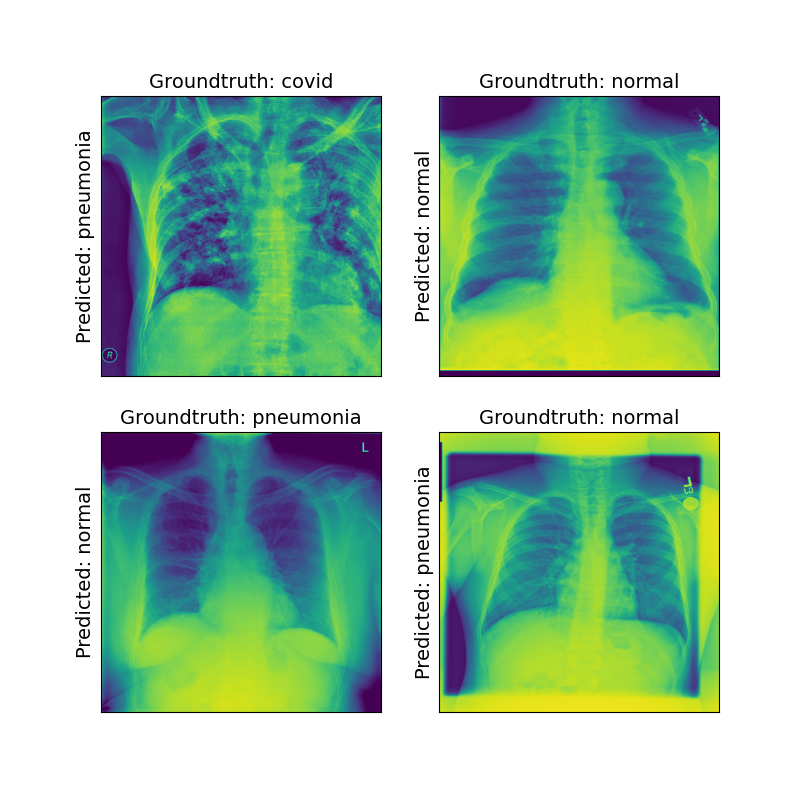 Groundtruth: covid
Predicted: pneumonia
R
Groundtruth: normal
Predicted: normal
Groundtruth: pneumonia
Predicted: normal
L
Groundtruth: normal
Predicted: pneumonia